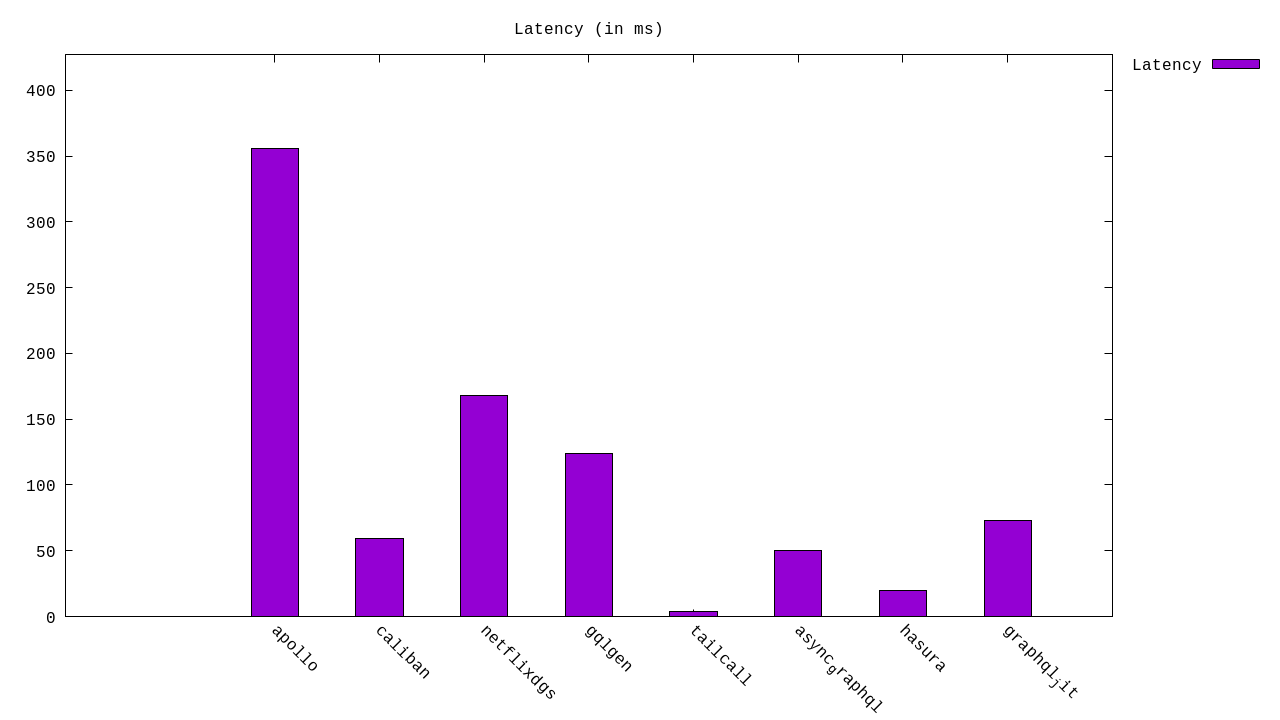 Latency (in ms)
Latency
400
350
300
250
200
150
100
50
0
apollo
caliban
netflixdgs
gqlgen
tailcall
async_graphql
hasura
graphql_jit